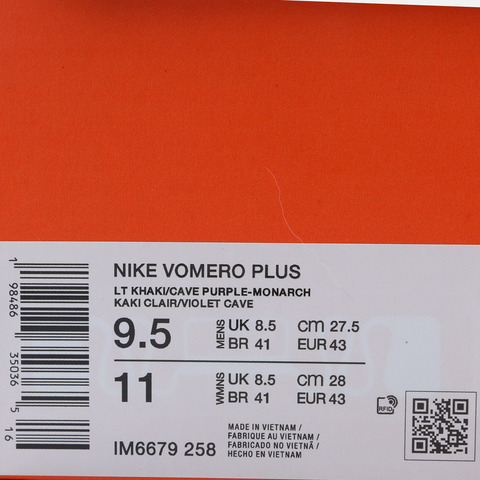 NIKE VOMERO PLUS
LT KHAKI/CAVE PURPLE-MONARCH
KAKI CLAIR/VIOLET CAVE
9.5 MENS UK 8.5 CM 27.5
BR 41 EUR 43
11 WMNS UK 8.5 CM 28
BR 41 EUR 43
IM6679 258
MADE IN VIETNAM /
FABRIQUE AU VIETNAM /
FABRICADO NO VIETNÃ /
HECHO EN VIETNAM
1 98486 35036 5 16
RFID